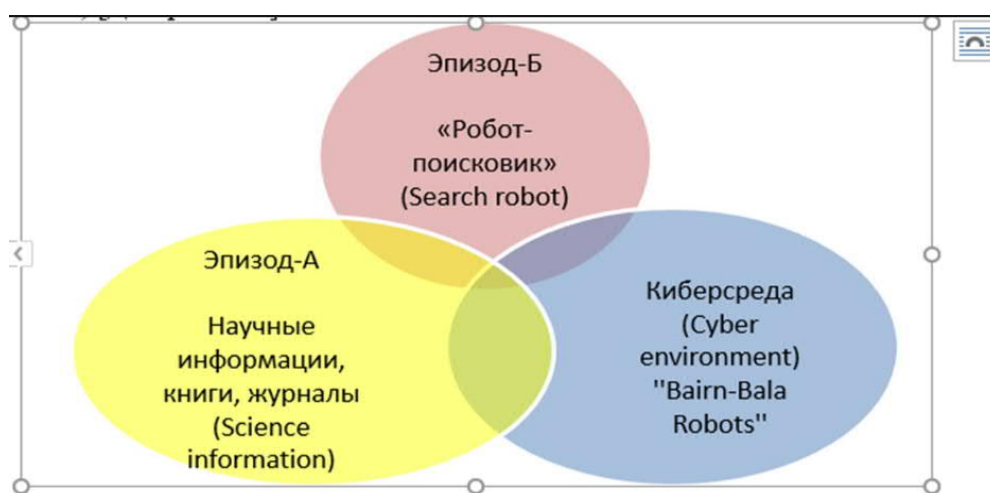 Эпизод-Б
«Робот-
поисковик»
(Search robot)
Эпизод-А
Научные
информации,
книги, журналы
(Science
information)
Киберсреда
(Cyber
environment)
"Bairn-Bala
Robots"